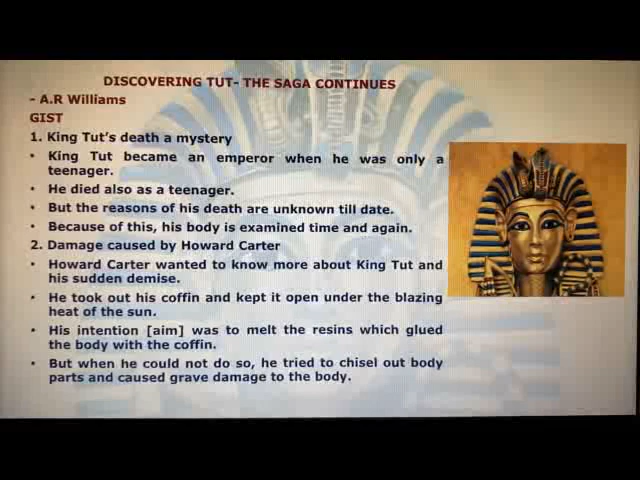 DISCOVERING TUT- THE SAGA CONTINUES
- A.R Williams
GIST
1. King Tut's death a mystery
• King Tut became an emperor when he was only a
teenager.
• He died also as a teenager.
• But the reasons of his death are unknown till date.
• Because of this, his body is examined time and again.
2. Damage caused by Howard Carter
• Howard Carter wanted to know more about King Tut and
his sudden demise.
• He took out his coffin and kept it open under the blazing
heat of the sun.
• His intention [aim] was to melt the resins which glued
the body with the coffin.
• But when he could not do so, he tried to chisel out body
parts and caused grave damage to the body.